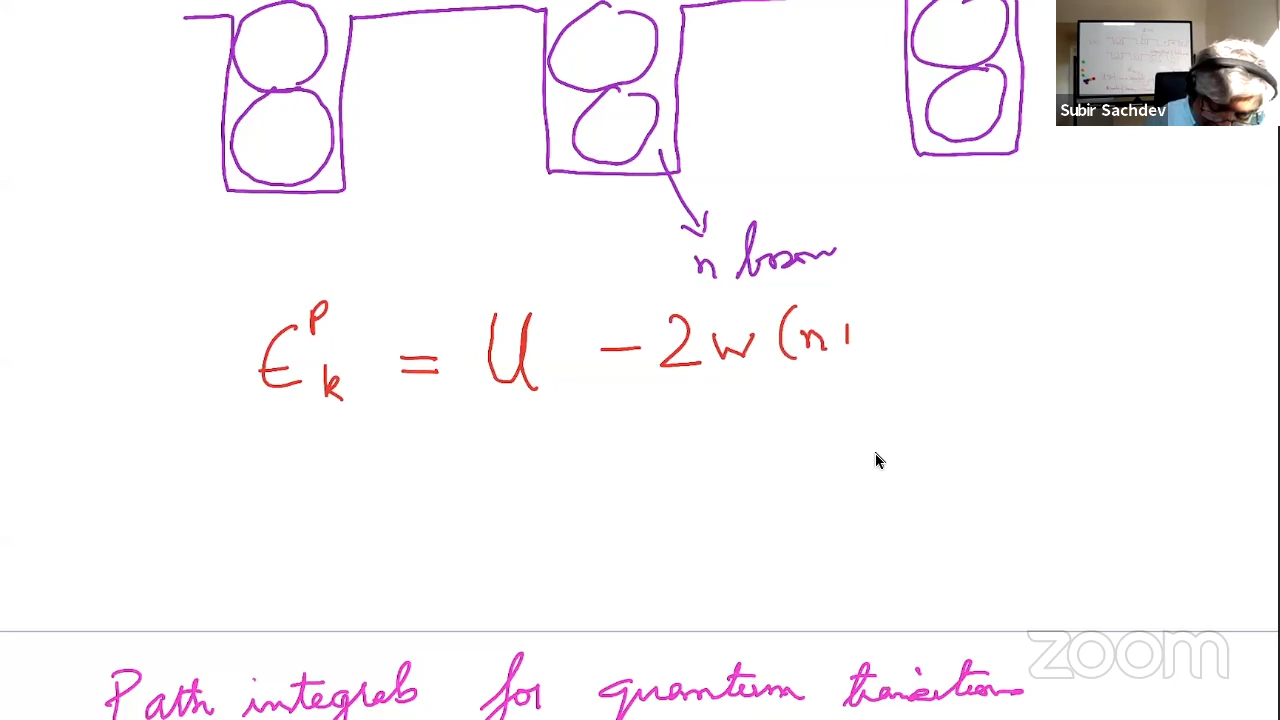 Subir Sachdev
n boson
E^p_k = U - 2w (n
zoom
Path integrals for quantum transitions